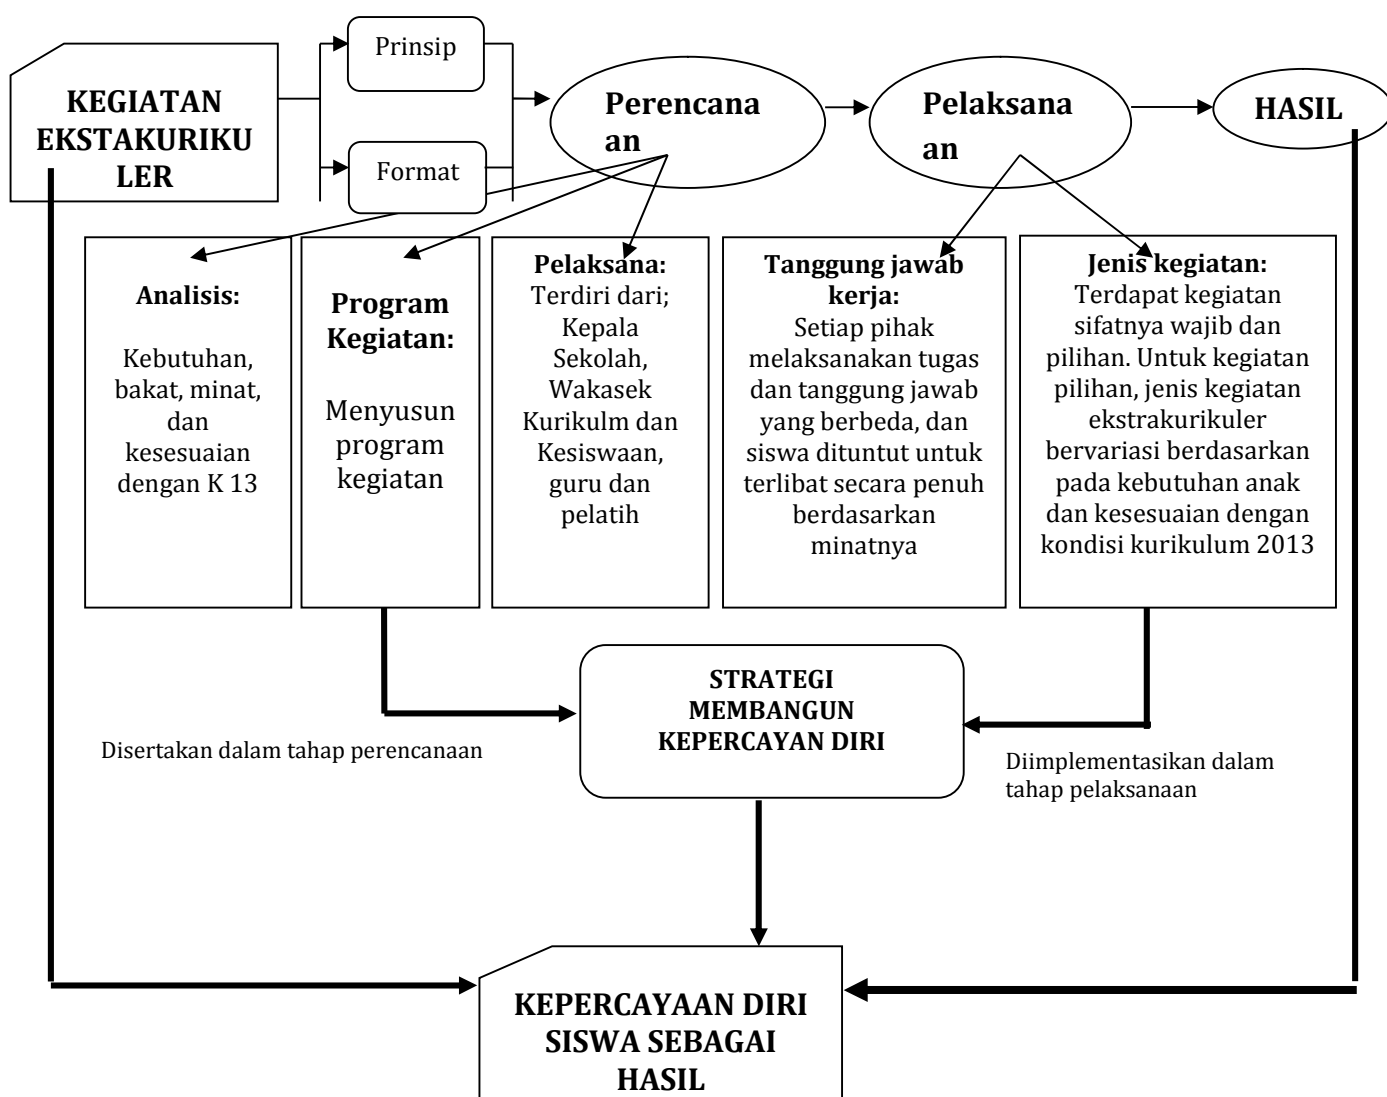 KEGIATAN
EKSTAKURIKU
LER
Prinsip
Format
Perencana
an
Pelaksana
an
HASIL
Analisis:
Kebutuhan,
bakat, minat,
dan
kesesuaian
dengan K 13
Program
Kegiatan:
Menyusun
program
kegiatan
Pelaksana:
Terdiri dari;
Kepala
Sekolah,
Wakasek
Kurikulm dan
Kesiswaan,
guru dan
pelatih
Tanggung jawab
kerja:
Setiap pihak
melaksanakan tugas
dan tanggung jawab
yang berbeda, dan
siswa dituntut untuk
terlibat secara penuh
berdasarkan
minatnya
Jenis kegiatan:
Terdapat kegiatan
sifatnya wajib dan
pilihan. Untuk kegiatan
pilihan, jenis kegiatan
ekstrakurikuler
bervariasi berdasarkan
pada kebutuhan anak
dan kesesuaian dengan
kondisi kurikulum 2013
STRATEGI
MEMBANGUN
KEPERCAYAN DIRI
Disertakan dalam tahap perencanaan
Diimplementasikan dalam
tahap pelaksanaan
KEPERCAYAAN DIRI
SISWA SEBAGAI
HASIL